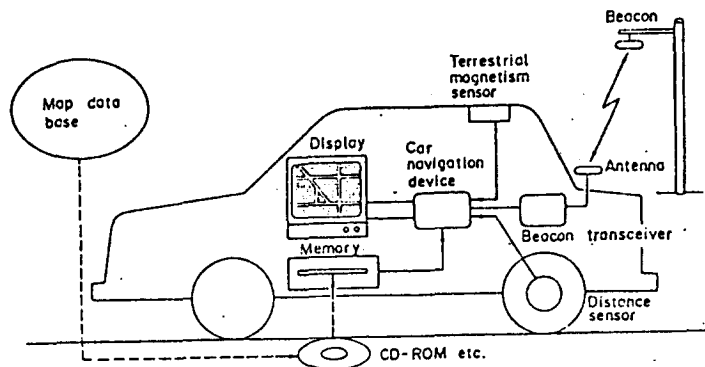 Beacon
Terrestrial
magnetism
sensor
Map data
base
Display
Car
navigation
device
Antenna
Memory
Beacon transceiver
Distance
sensor
CD-ROM etc.